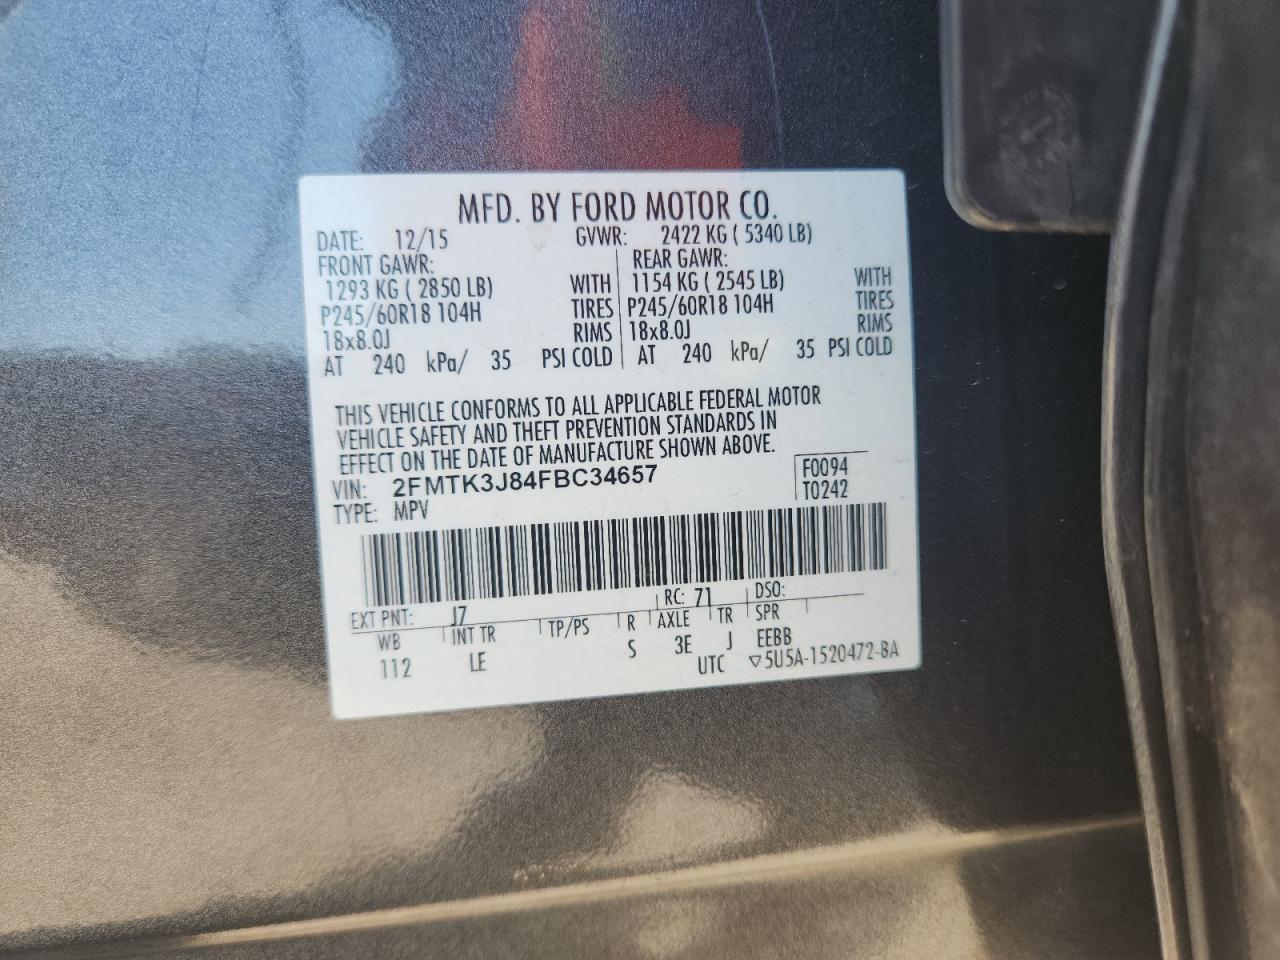 MFD. BY FORD MOTOR CO.
DATE: 12/15 GVWR: 2422 KG ( 5340 LB)
FRONT GAWR: REAR GAWR:
1293 KG ( 2850 LB) WITH 1154 KG ( 2545 LB) WITH
P245/60R18 104H TIRES P245/60R18 104H TIRES
18x8.0J RIMS 18x8.0J RIMS
AT 240 kPa/ 35 PSI COLD AT 240 kPa/ 35 PSI COLD
THIS VEHICLE CONFORMS TO ALL APPLICABLE FEDERAL MOTOR
VEHICLE SAFETY AND THEFT PREVENTION STANDARDS IN
EFFECT ON THE DATE OF MANUFACTURE SHOWN ABOVE.
VIN: 2FMTK3J84FBC34657 F0094
TYPE: MPV T0242
EXT PNT: J7 RC: 71 DSO:
WB INT TR TP/PS R AXLE TR SPR
112 LE S 3E J EEBB
UTC ▽5U5A-1520472-BA